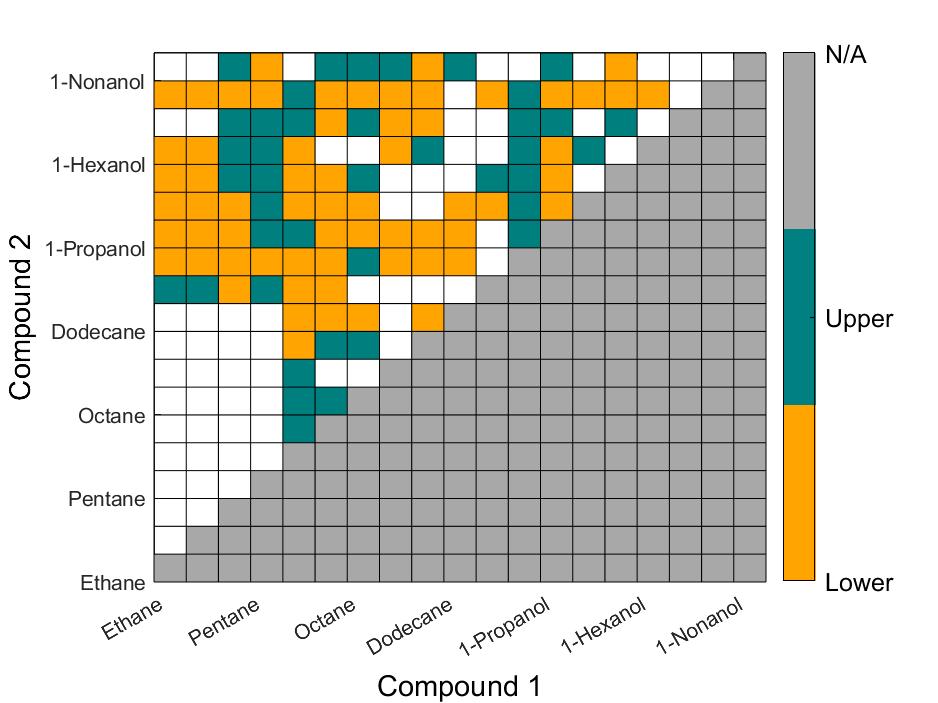 N/A
1-Nonanol
1-Hexanol
1-Propanol
Dodecane
Octane
Pentane
Ethane
Compound 2
Upper
Lower
Ethane
Pentane
Octane
Dodecane
1-Propanol
1-Hexanol
1-Nonanol
Compound 1